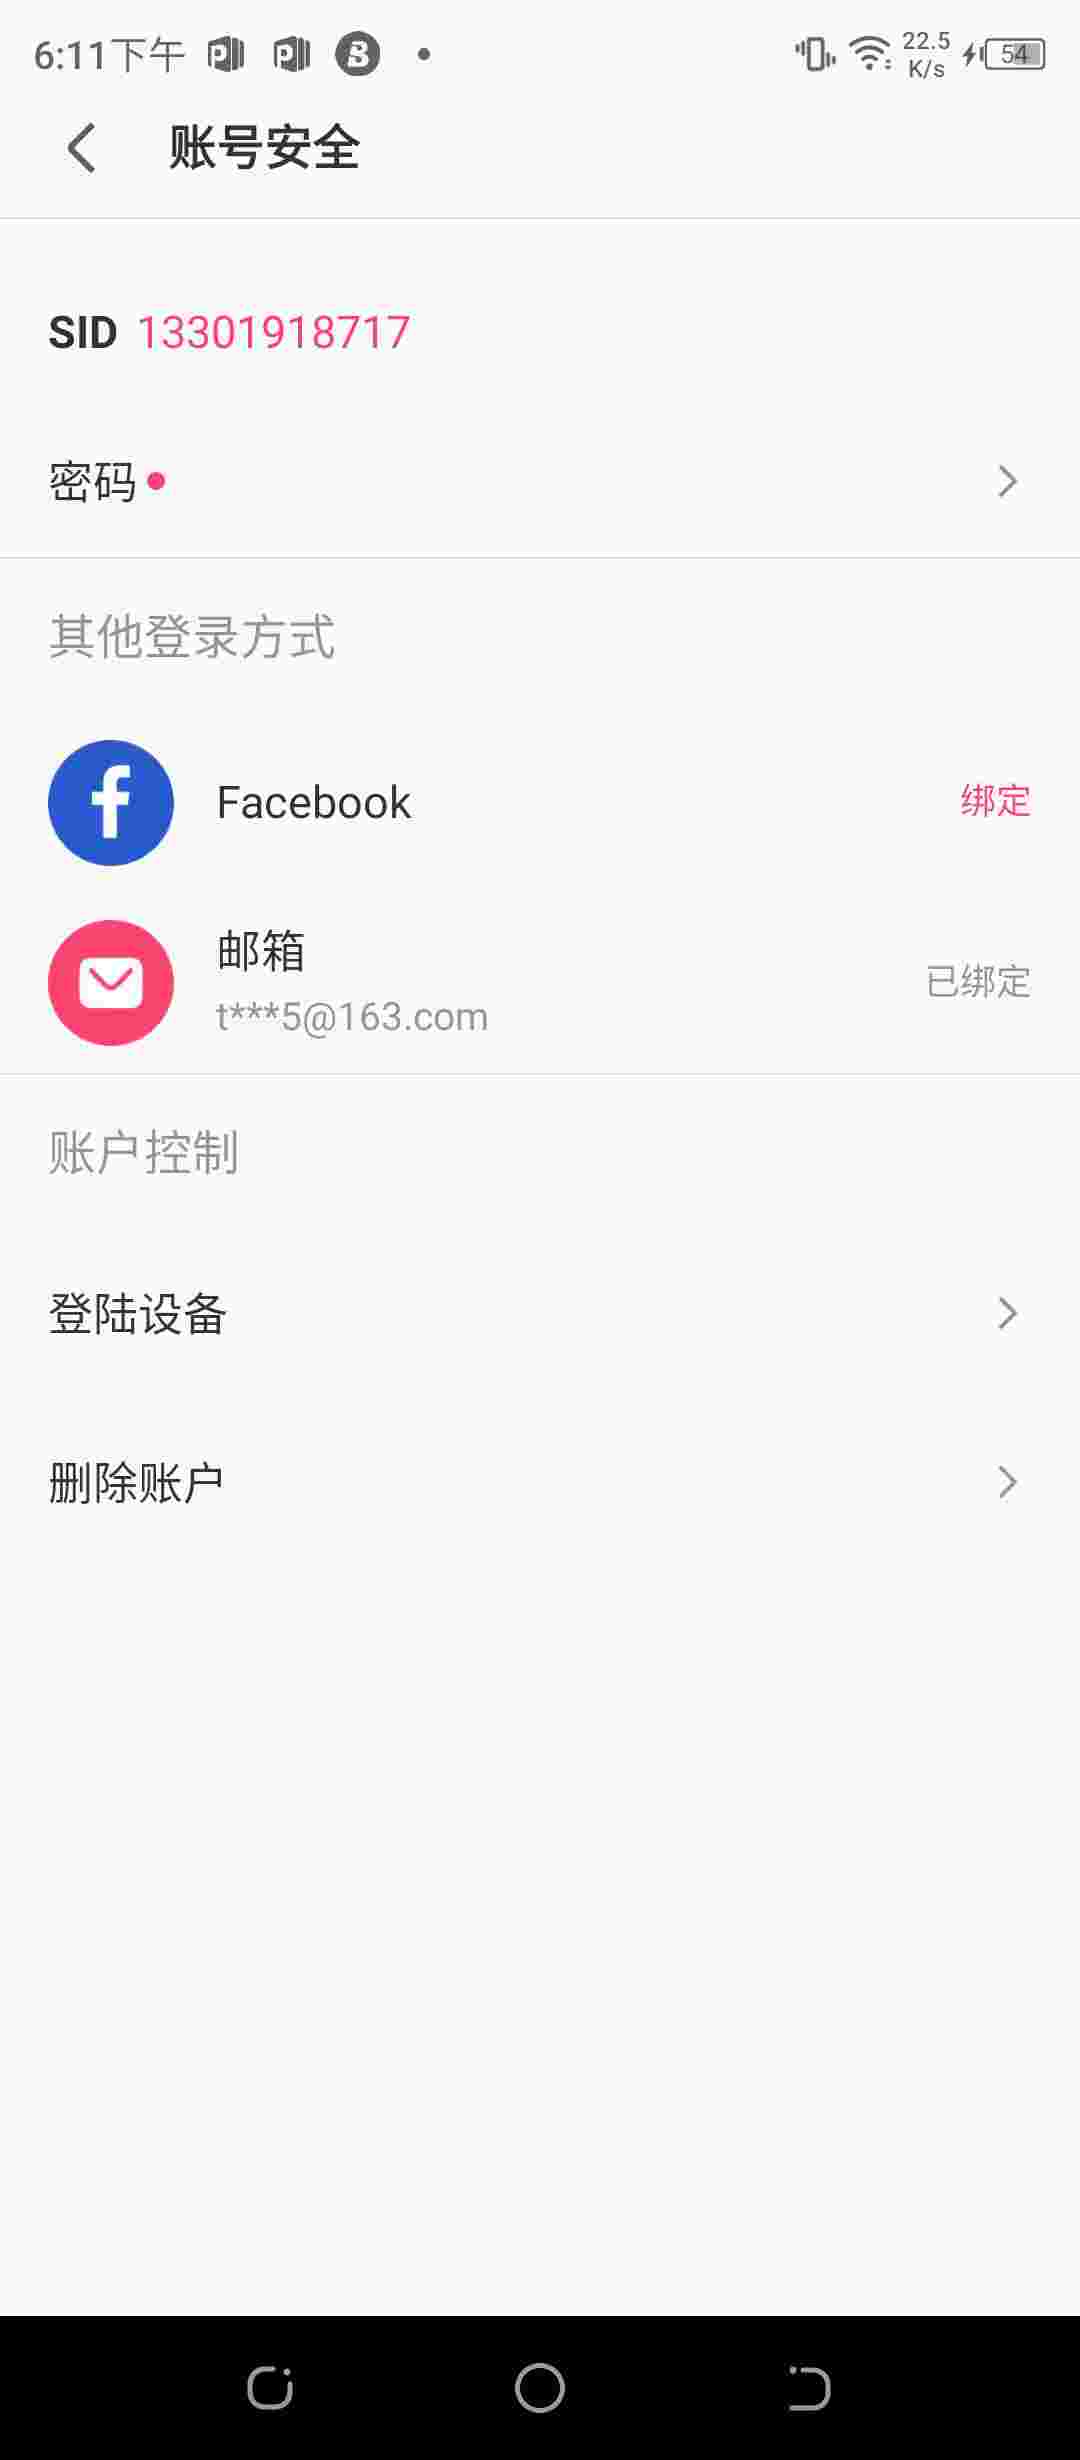 6:11下午
22.5
K/s
54
账号安全
SID 13301918717
密码
其他登录方式
Facebook
绑定
邮箱
t***5@163.com
已绑定
账户控制
登陆设备
删除账户